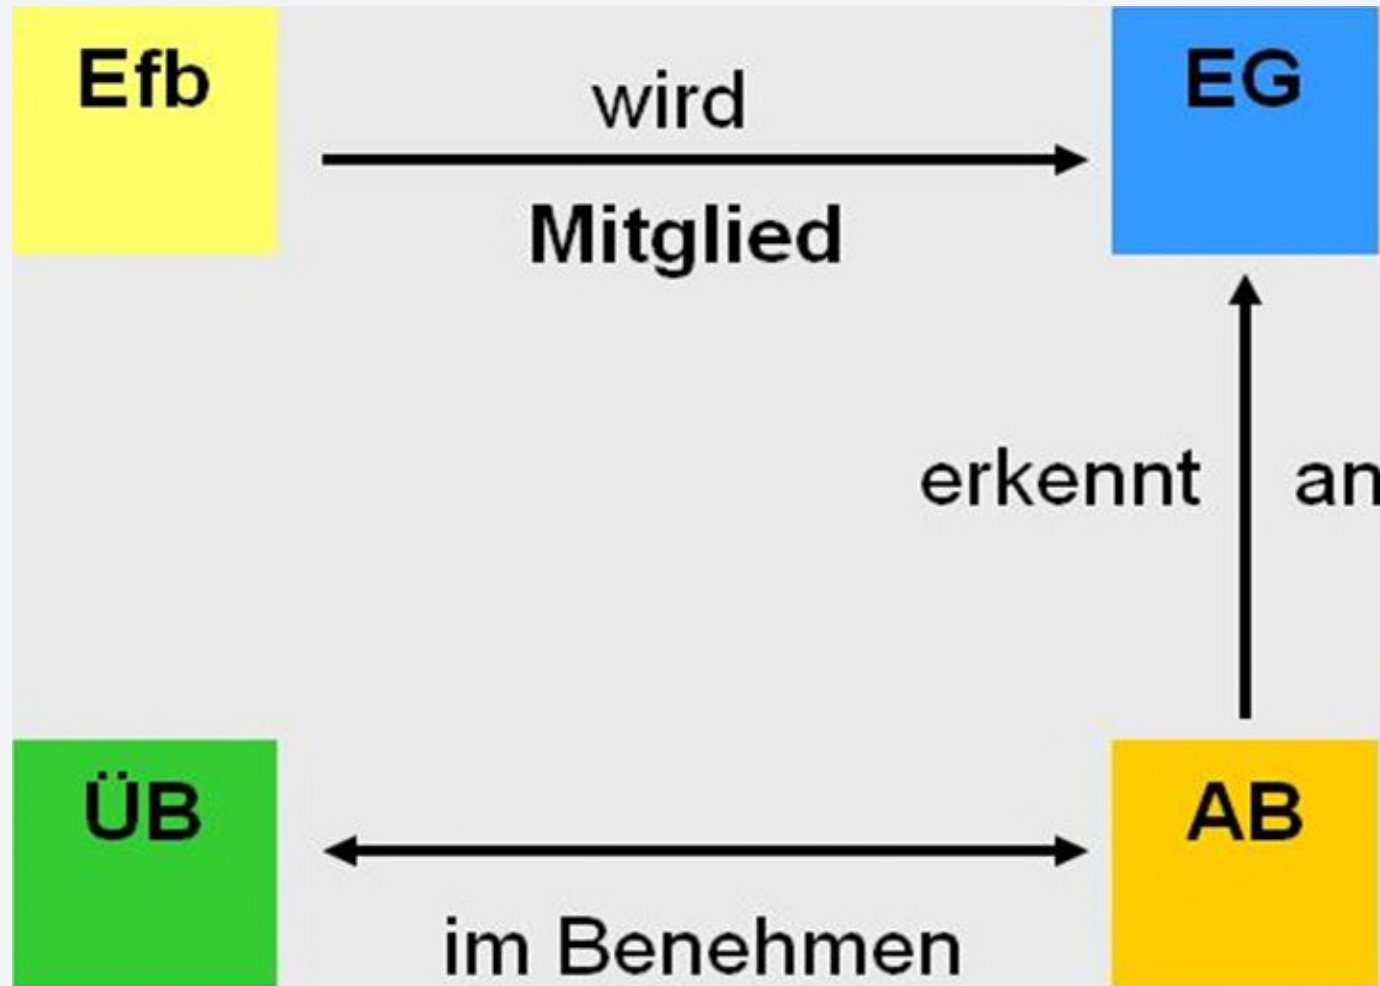 Efb
wird
EG
Mitglied
erkennt an
ÜB
AB
im Benehmen